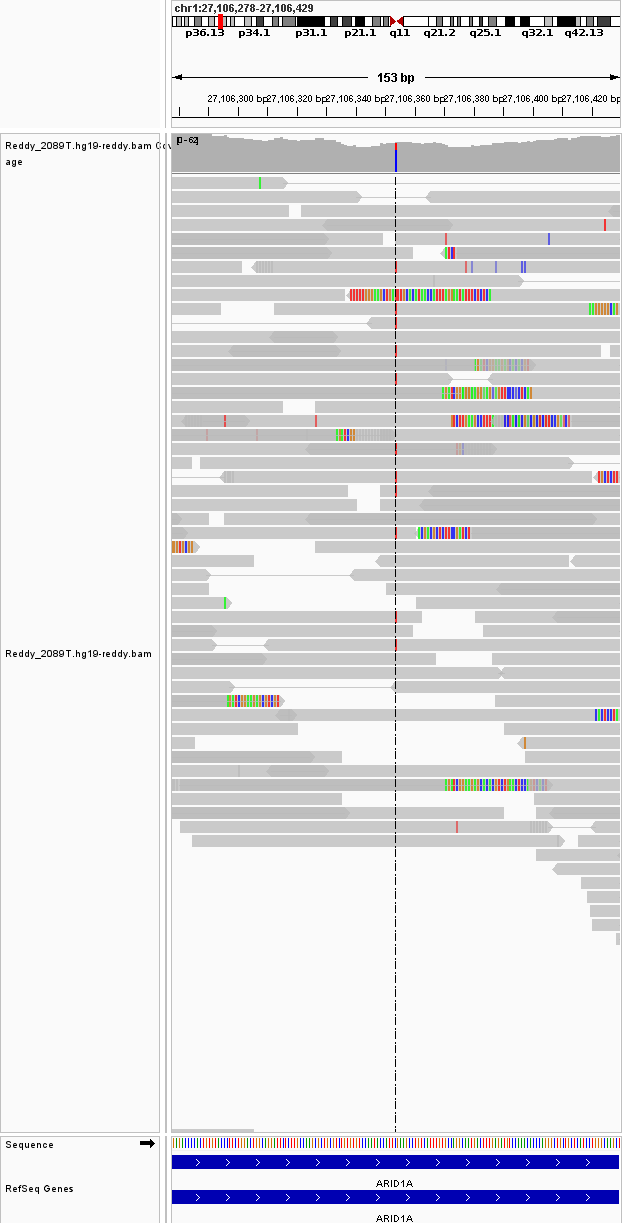 chr1:27,106,278-27,106,429
p36.13 p34.1 p31.1 p21.1 q11 q21.2 q25.1 q32.1 q42.13
153 bp
27,106,300 bp 27,106,320 bp 27,106,340 bp 27,106,360 bp 27,106,380 bp 27,106,400 bp 27,106,420 bp
Reddy_2089T.hg19-reddy.bam Cov
age
[0-62]
Reddy_2089T.hg19-reddy.bam
Sequence
RefSeq Genes
ARID1A
ARID1A